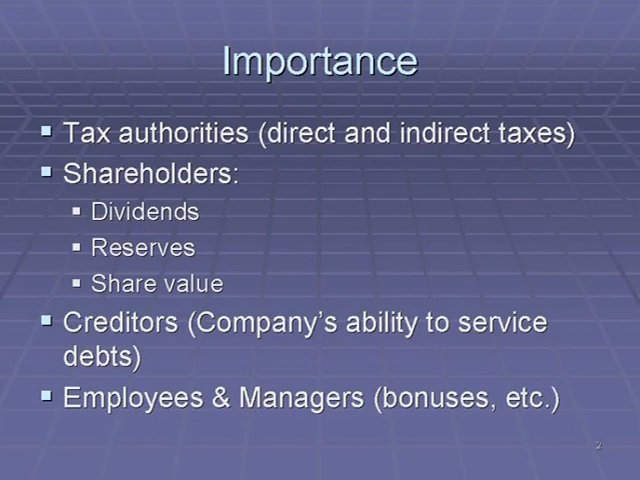 Importance
▪ Tax authorities (direct and indirect taxes)
▪ Shareholders:
▪ Dividends
▪ Reserves
▪ Share value
▪ Creditors (Company's ability to service
debts)
▪ Employees & Managers (bonuses, etc.)
2